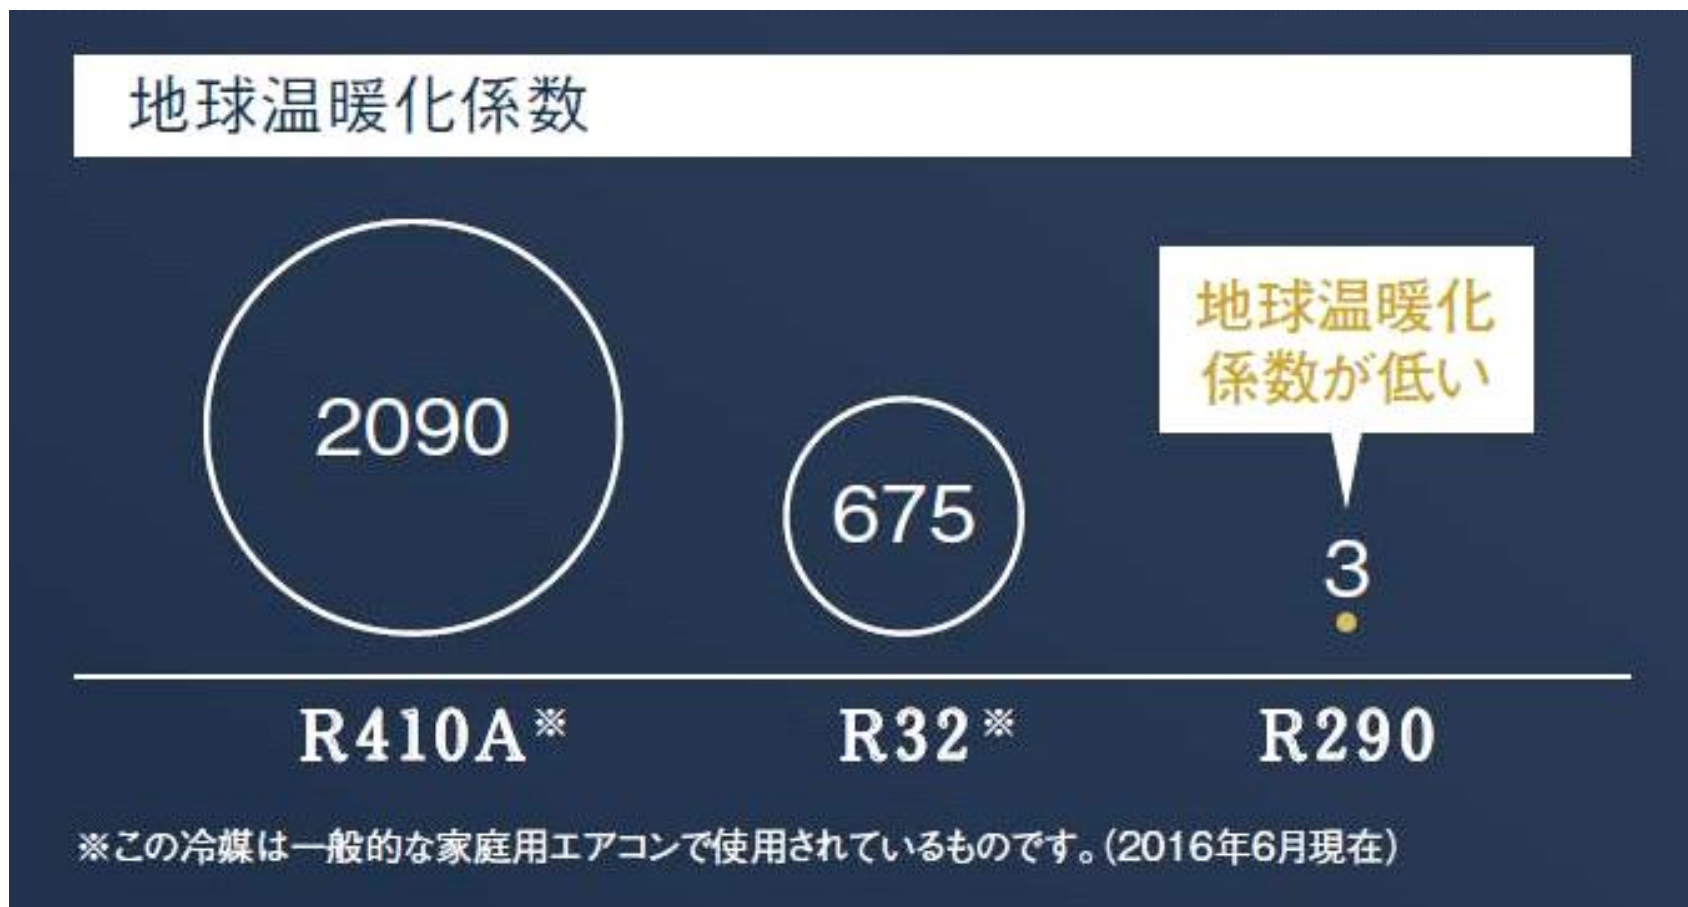 地球温暖化係数
地球温暖化
係数が低い
2090
675
3
R410A※
R32※
R290
※この冷媒は一般的な家庭用エアコンで使用されているものです。(2016年6月現在)